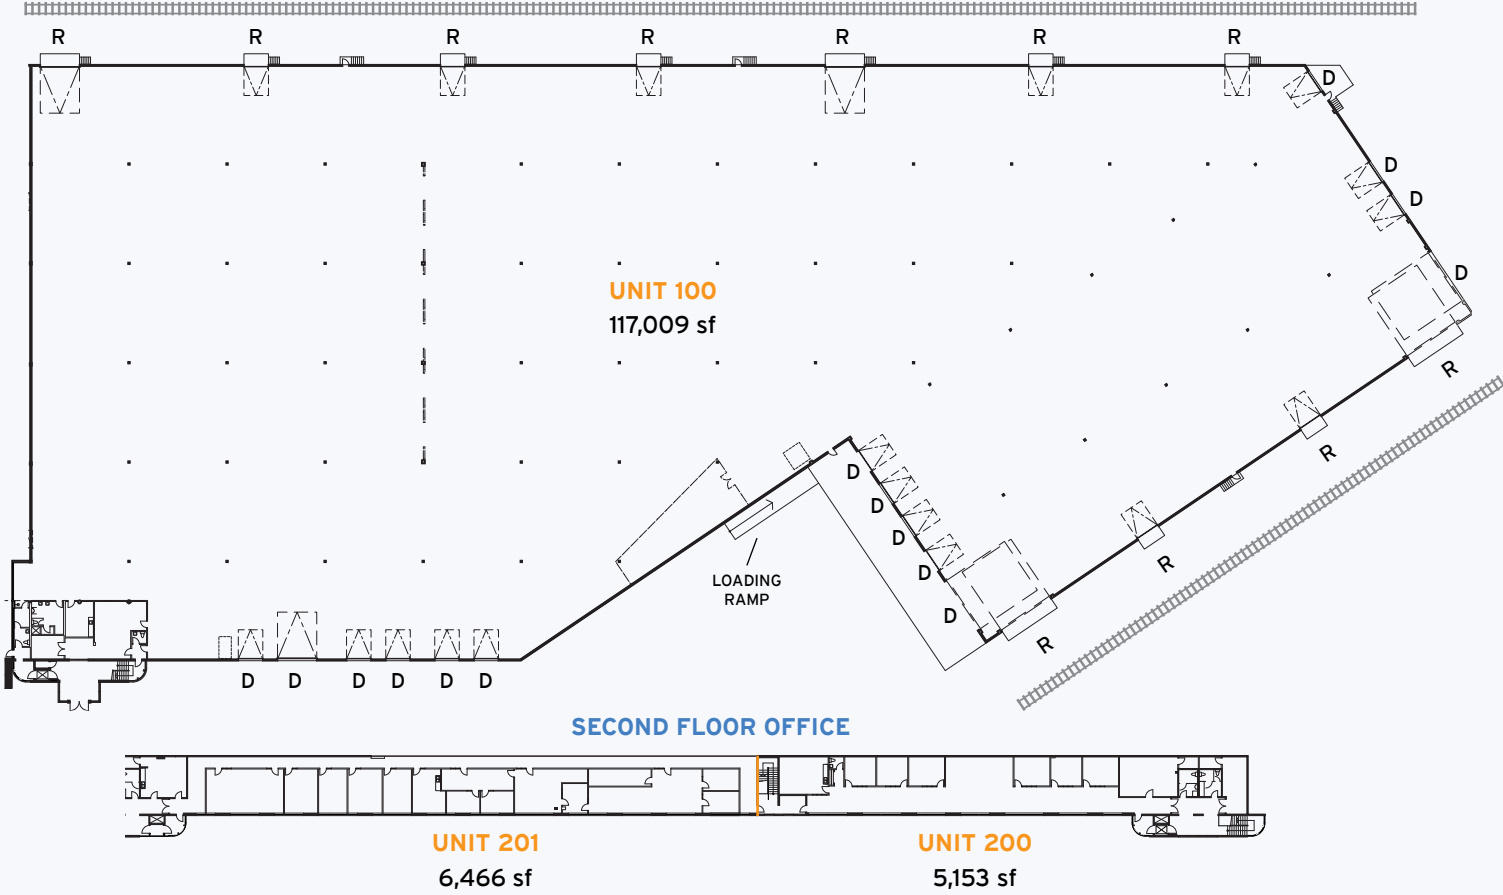 R R R R R R R
D
D
D
D
UNIT 100
117,009 sf
R
R
D
D
D
D
D
R
R
LOADING
RAMP
D D D D D D
SECOND FLOOR OFFICE
UNIT 201
6,466 sf
UNIT 200
5,153 sf